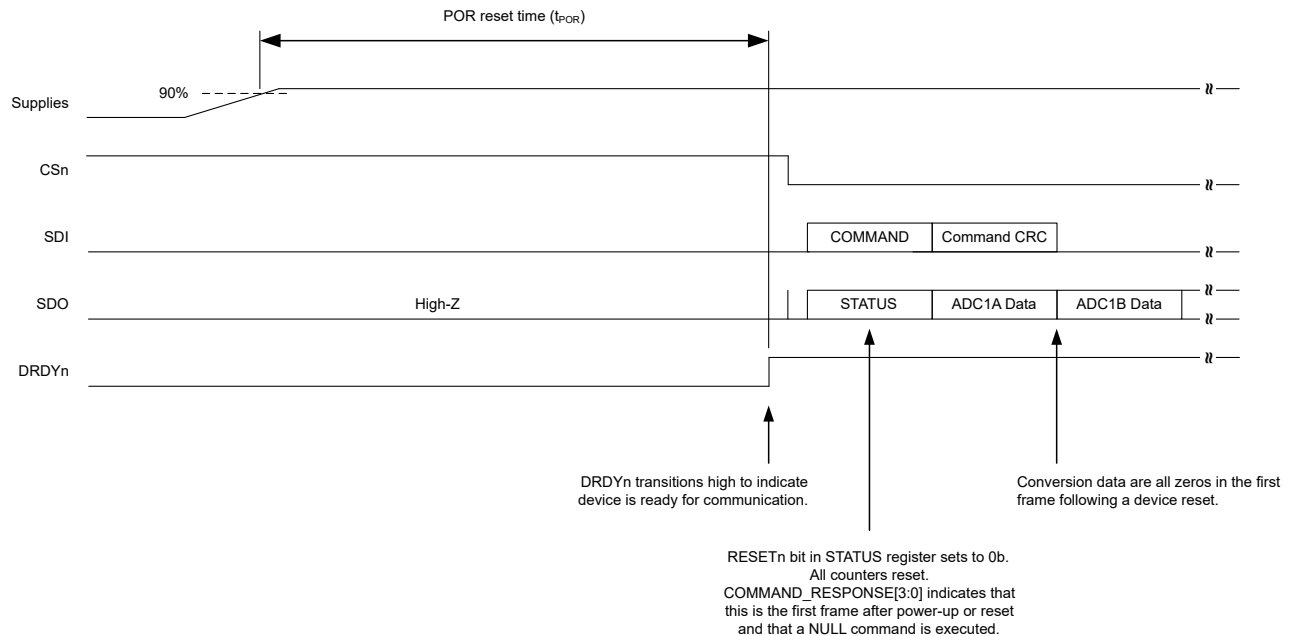 POR reset time (tPOR)
90%
Supplies
CSn
SDI
COMMAND
Command CRC
SDO
High-Z
STATUS
ADC1A Data
ADC1B Data
DRDYn
DRDYn transitions high to indicate
device is ready for communication.
Conversion data are all zeros in the first
frame following a device reset.
RESETn bit in STATUS register sets to 0b.
All counters reset.
COMMAND_RESPONSE[3:0] indicates that
this is the first frame after power-up or reset
and that a NULL command is executed.